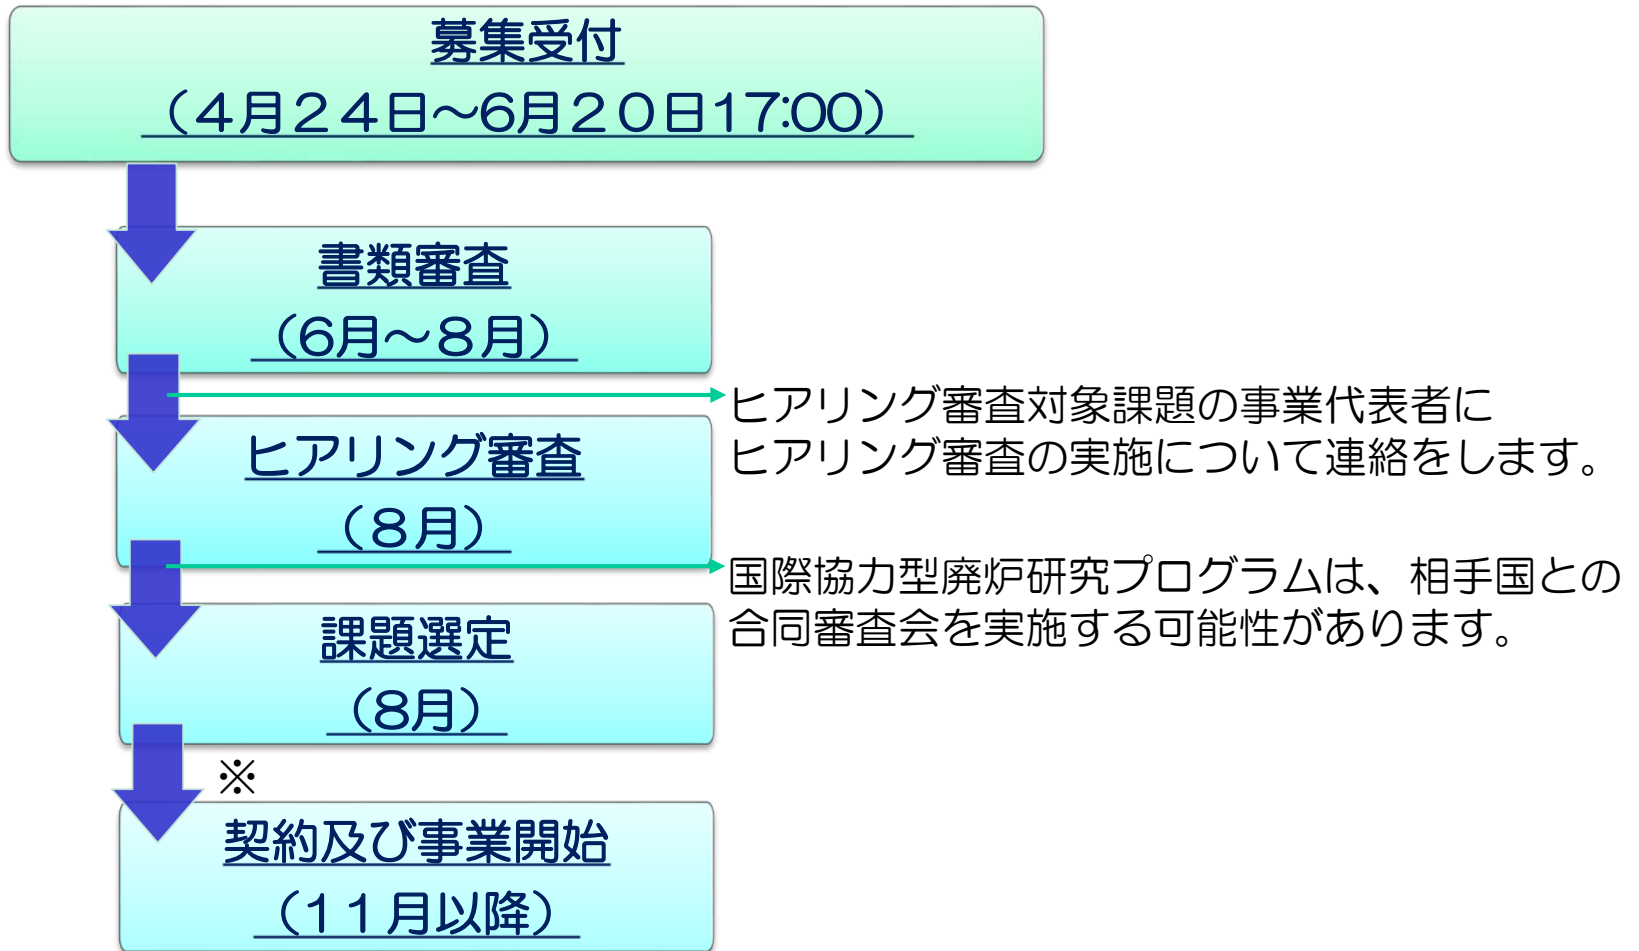 募集受付
（４月２４日～６月２０日１７:００）
書類審査
（６月～８月）
ヒアリング審査対象課題の事業代表者に
ヒアリング審査の実施について連絡をします。
ヒアリング審査
（８月）
国際協力型廃炉研究プログラムは、相手国との
合同審査会を実施する可能性があります。
課題選定
（８月）
※
契約及び事業開始
（１１月以降）